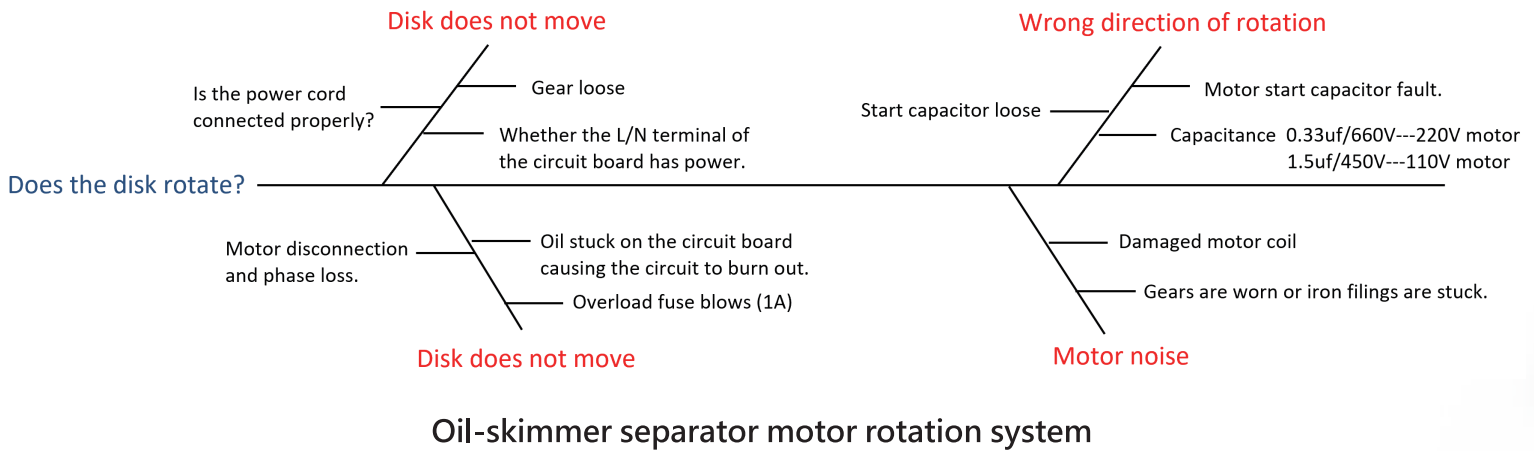 Disk does not move
Wrong direction of rotation
Is the power cord
connected properly?
Gear loose
Whether the L/N terminal of
the circuit board has power.
Start capacitor loose
Motor start capacitor fault.
Capacitance 0.33uf/660V---220V motor
1.5uf/450V---110V motor
Does the disk rotate?
Motor disconnection
and phase loss.
Oil stuck on the circuit board
causing the circuit to burn out.
Overload fuse blows (1A)
Damaged motor coil
Gears are worn or iron filings are stuck.
Disk does not move
Motor noise
Oil-skimmer separator motor rotation system